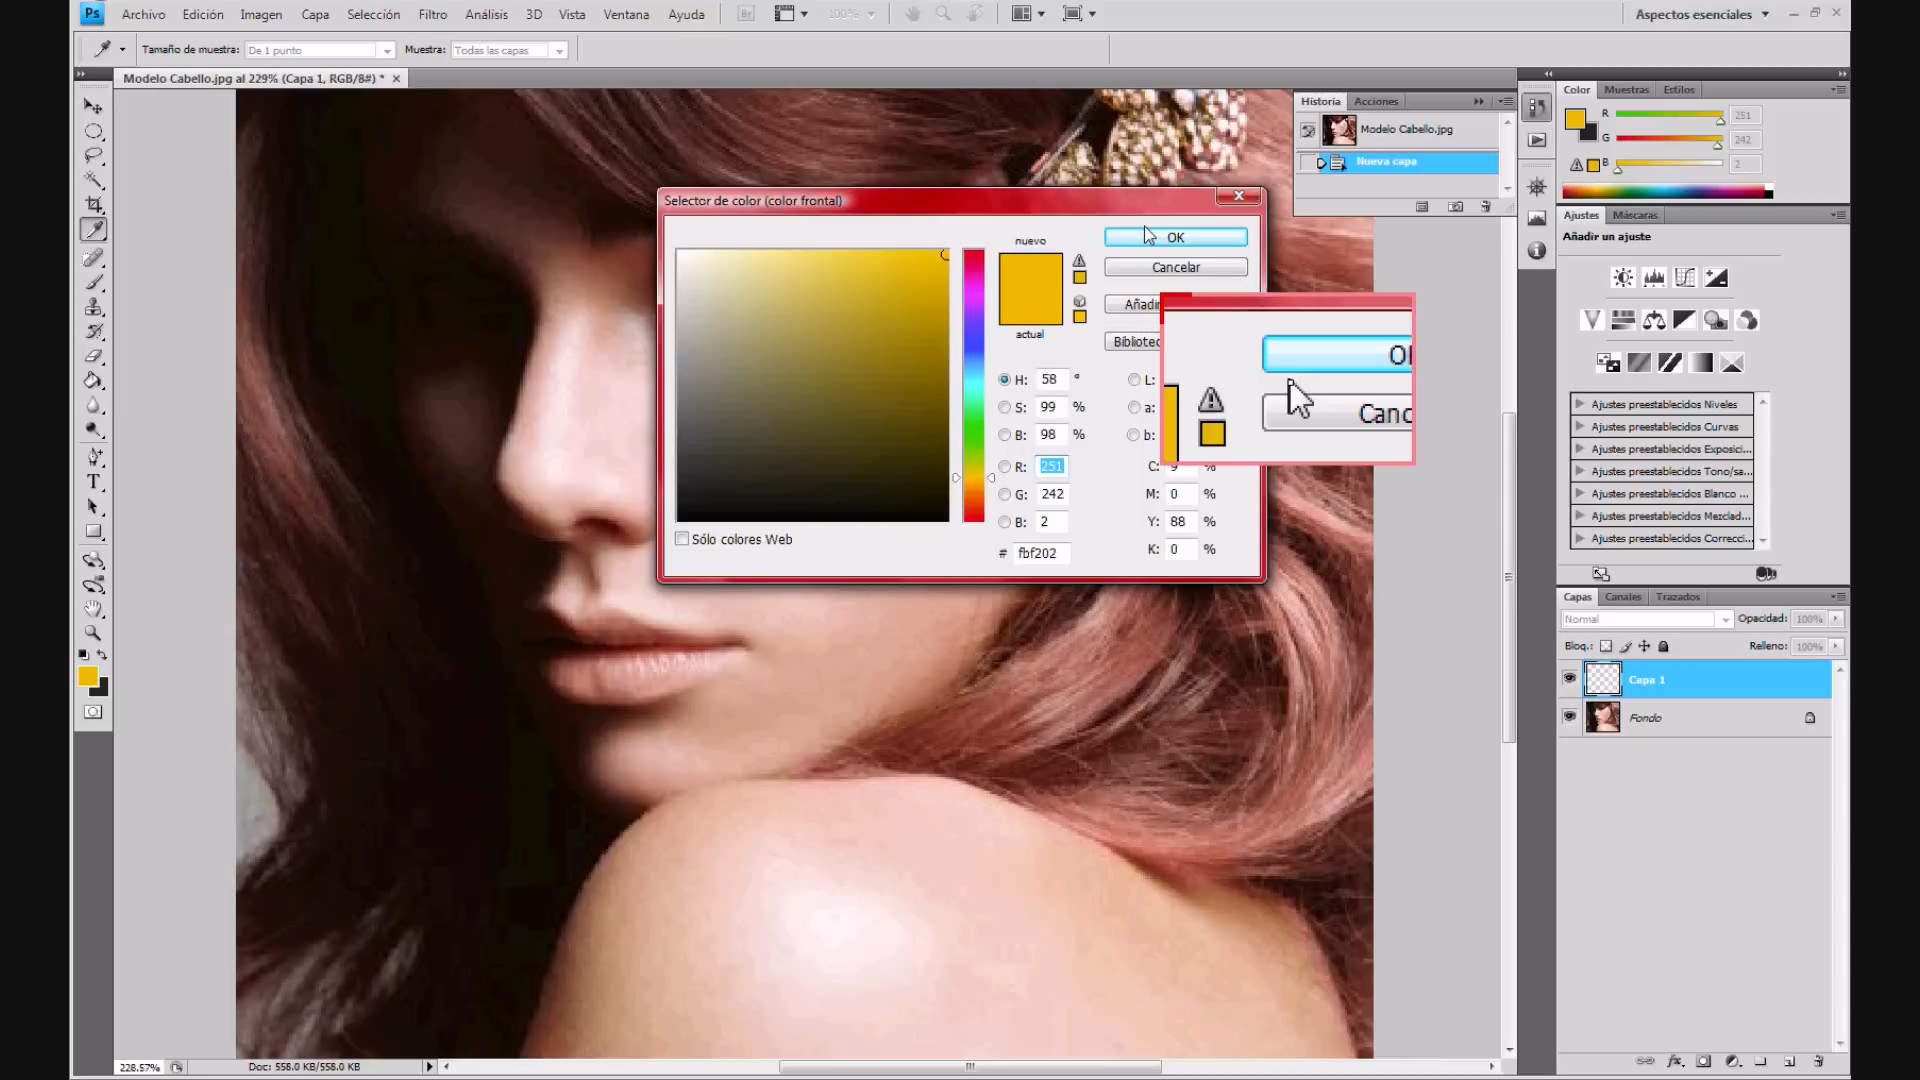 Ps Archivo Edición Imagen Capa Selección Filtro Análisis 3D Vista Ventana Ayuda Br 100% Aspectos esenciales
Tamaño de muestra: De 1 punto Muestra: Todas las capas
Modelo Cabello.jpg al 229% (Capa 1, RGB/8#) *
Historia Acciones
Modelo Cabello.jpg
Nueva capa
Color Muestras Estilos
R 251
G 242
B 2
Ajustes Máscaras
Añadir un ajuste
Ajustes preestablecidos Niveles
Ajustes preestablecidos Curvas
Ajustes preestablecidos Exposici...
Ajustes preestablecidos Tono/sa...
Ajustes preestablecidos Blanco ...
Ajustes preestablecidos Mezclad...
Ajustes preestablecidos Correcci...
Selector de color (color frontal)
nuevo
actual
OK
Cancelar
Añadi
Bibliotec
H: 58 °
S: 99 %
B: 98 %
R: 251
G: 242
B: 2
# fbf202
L:
a:
b:
C: 9 %
M: 0 %
Y: 88 %
K: 0 %
Sólo colores Web
Canc
T
Capas Canales Trazados
Normal Opacidad: 100%
Bloq.: Relleno: 100%
Capa 1
Fondo
fx
228.57% Doc: 558.0 KB/558.0 KB